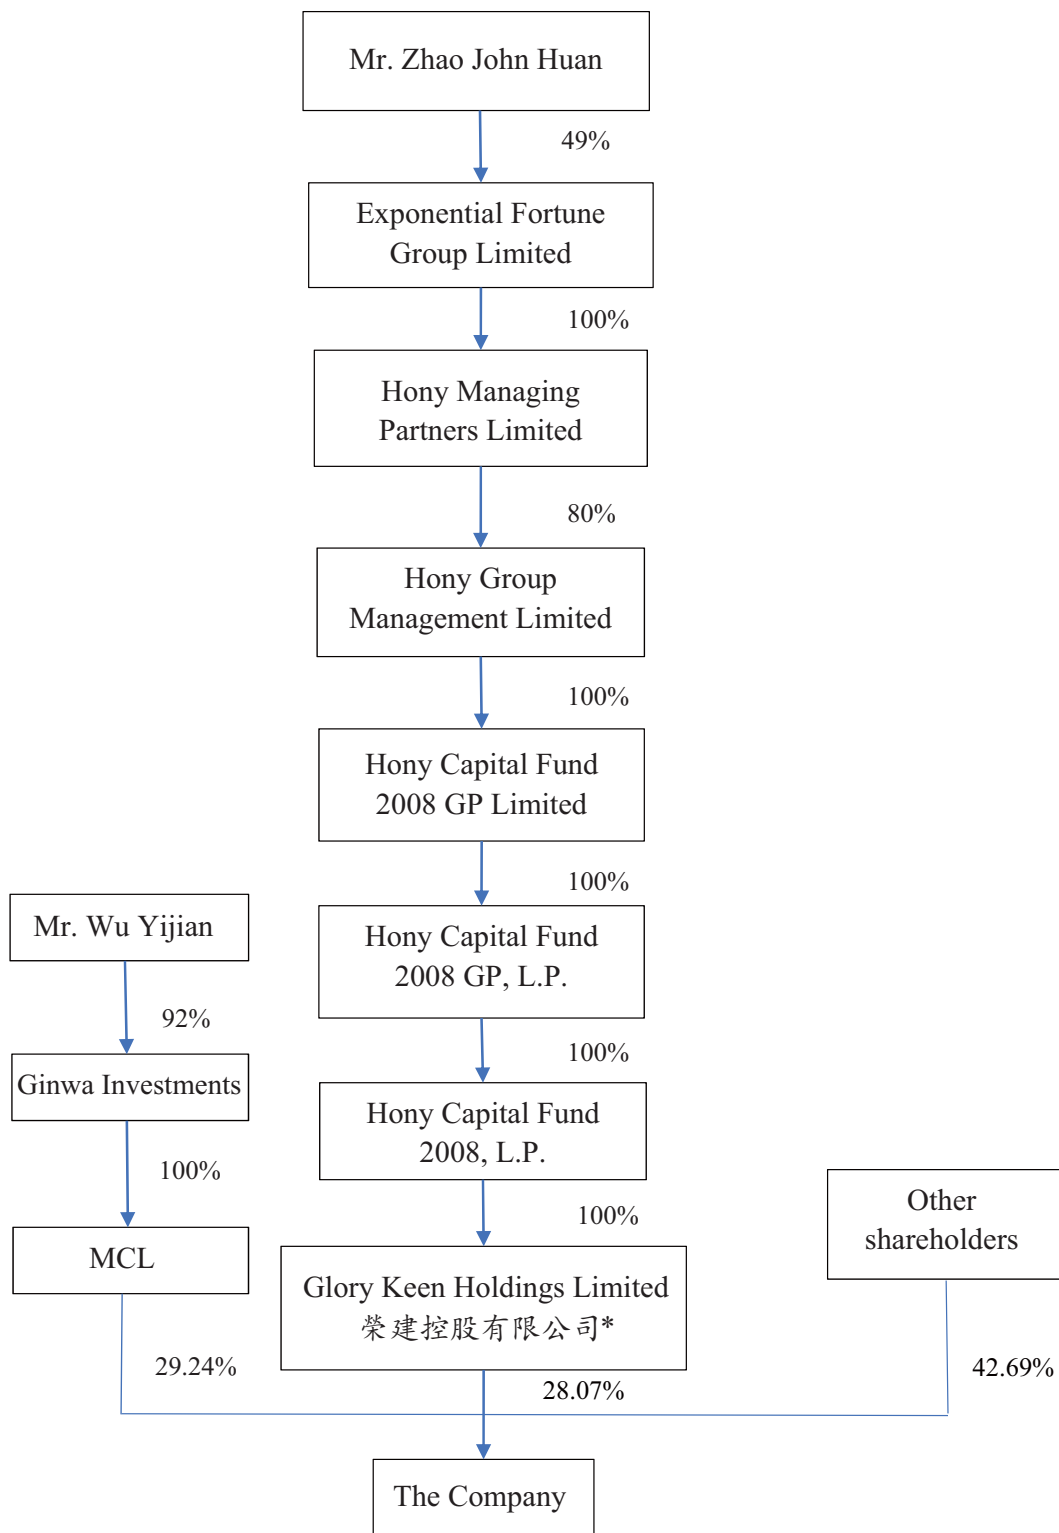 Mr. Zhao John Huan
49%
Exponential Fortune
Group Limited
100%
Hony Managing
Partners Limited
80%
Hony Group
Management Limited
100%
Hony Capital Fund
2008 GP Limited
100%
Mr. Wu Yijian
Hony Capital Fund
2008 GP, L.P.
92%
100%
Ginwa Investments
Hony Capital Fund
2008, L.P.
100%
100%
Other
shareholders
MCL
Glory Keen Holdings Limited
榮建控股有限公司*
29.24%
28.07%
42.69%
The Company